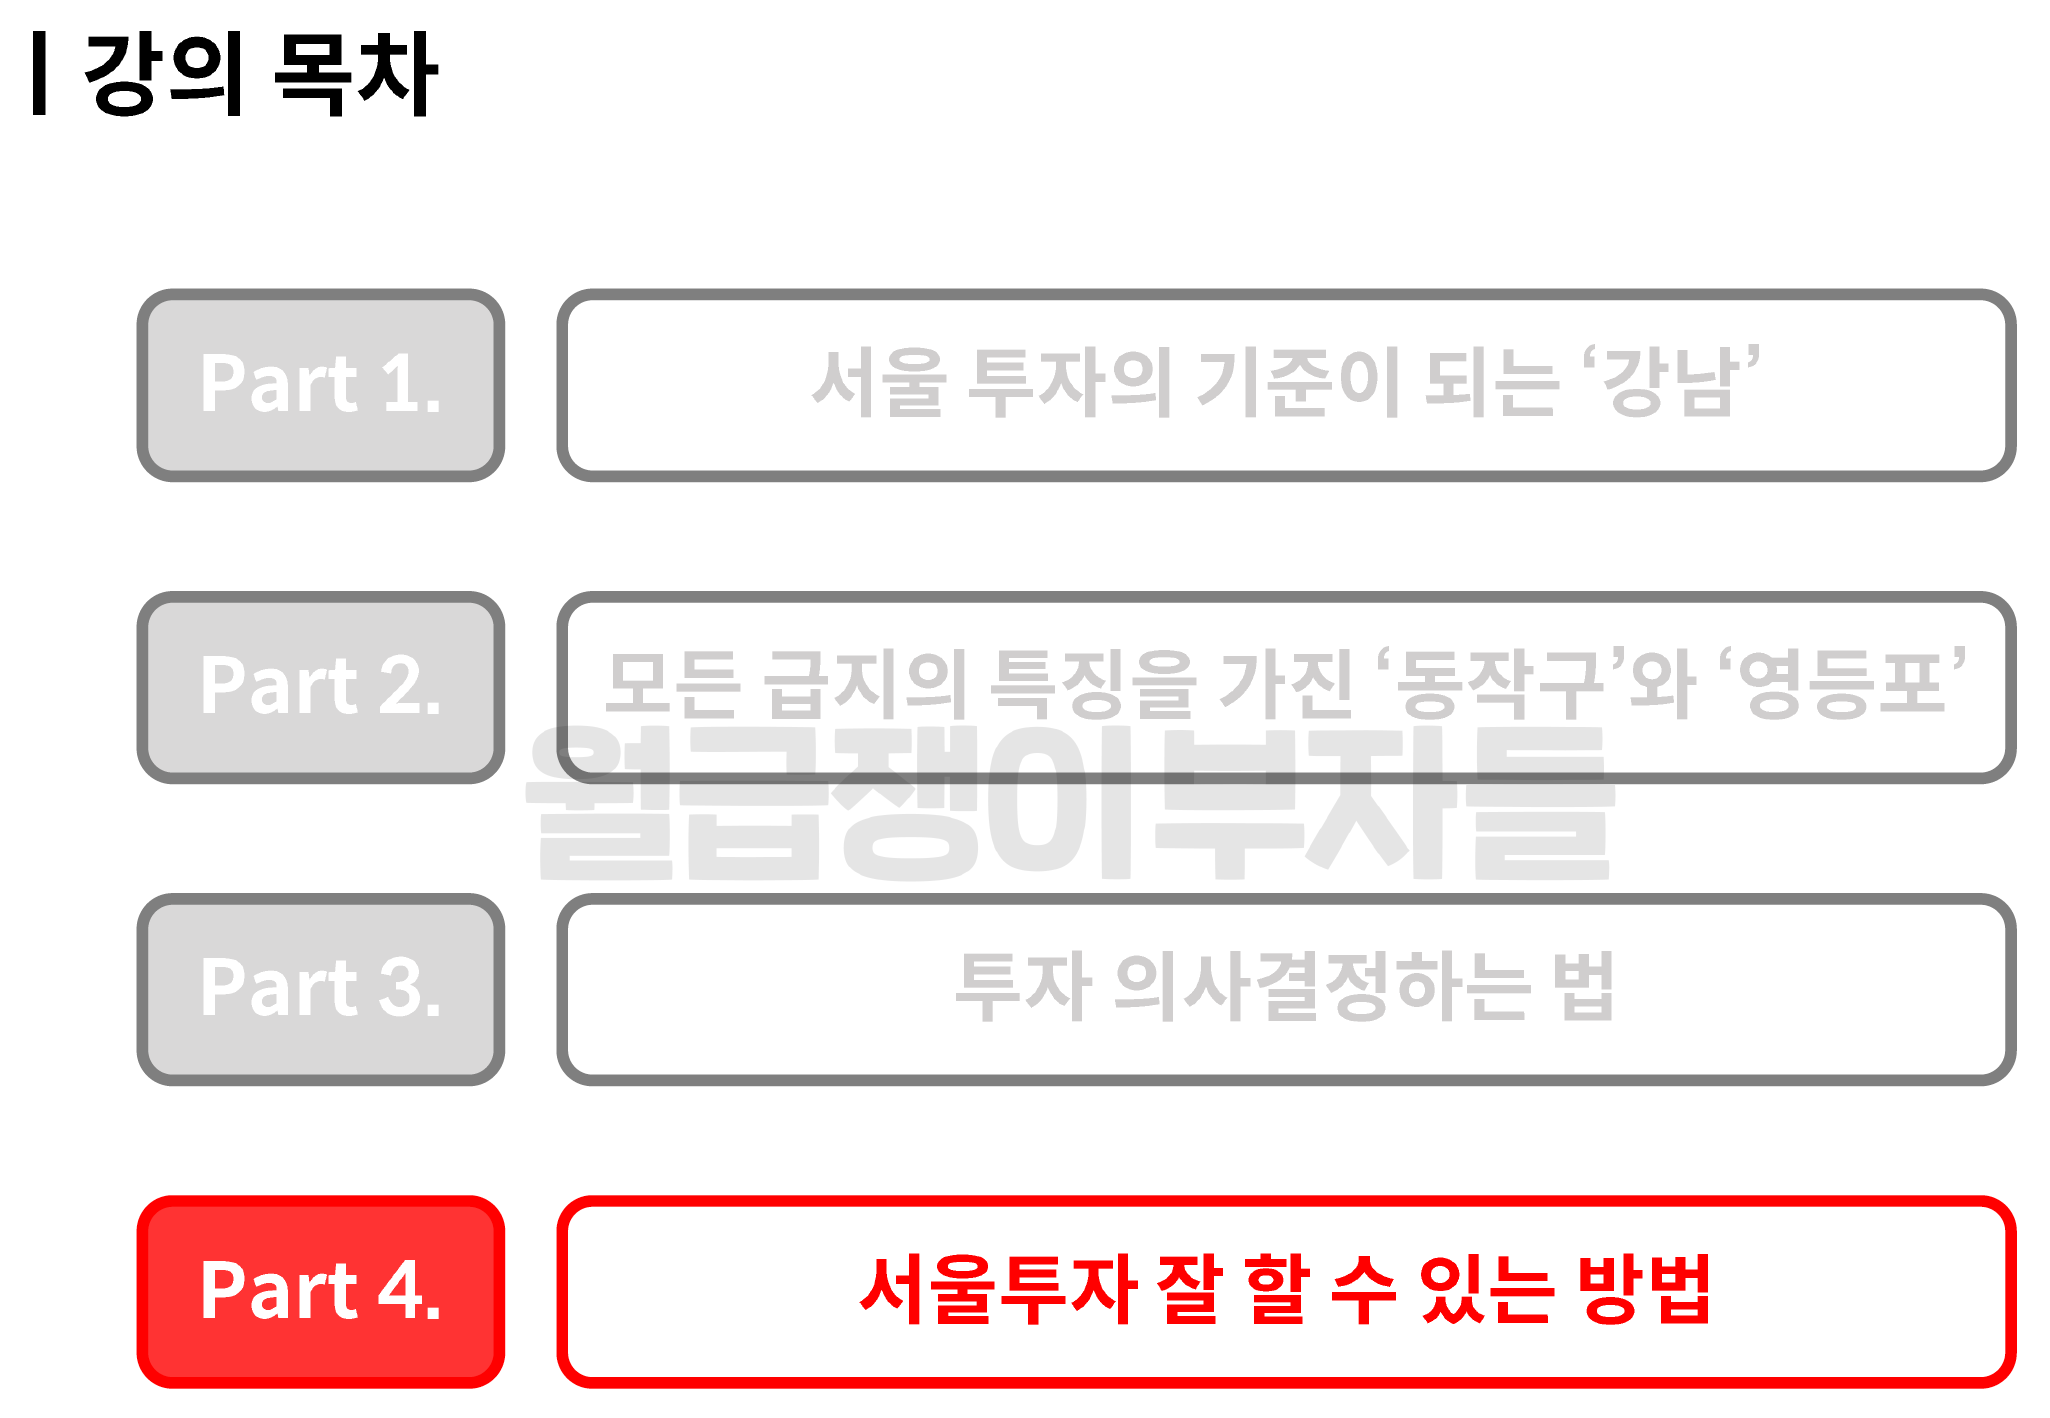 | 강의 목차
Part 1.
서울 투자의 기준이 되는 ‘강남’
Part 2.
모든 급지의 특징을 가진 ‘동작구’와 ‘영등포’
월급쟁이부자들
Part 3.
투자 의사결정하는 법
Part 4.
서울투자 잘 할 수 있는 방법